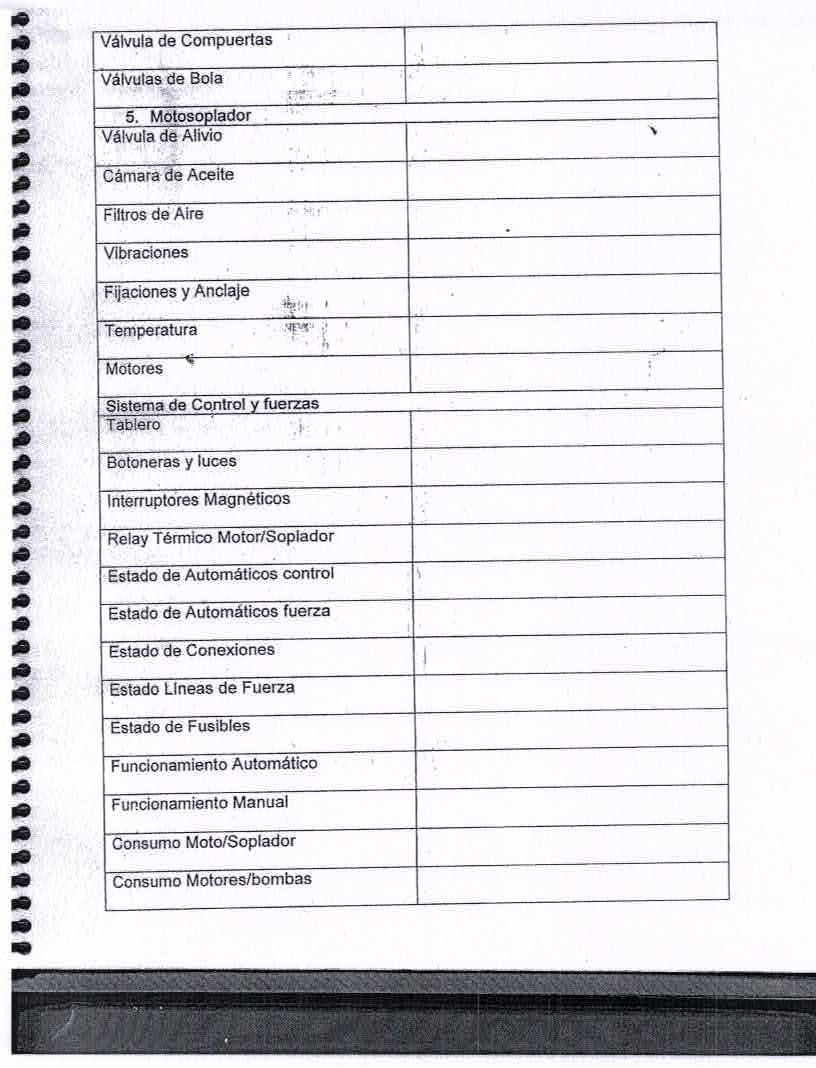 Válvula de Compuertas
Válvulas de Bola
5. Motosoplador
Válvula de Alivio
Cámara de Aceite
Filtros de Aire
Vibraciones
Fijaciones y Anclaje
Temperatura
Motores
Sistema de Control y fuerzas
Tablero
Botoneras y luces
Interruptores Magnéticos
Relay Térmico Motor/Soplador
Estado de Automáticos control
Estado de Automáticos fuerza
Estado de Conexiones
Estado Líneas de Fuerza
Estado de Fusibles
Funcionamiento Automático
Funcionamiento Manual
Consumo Moto/Soplador
Consumo Motores/bombas